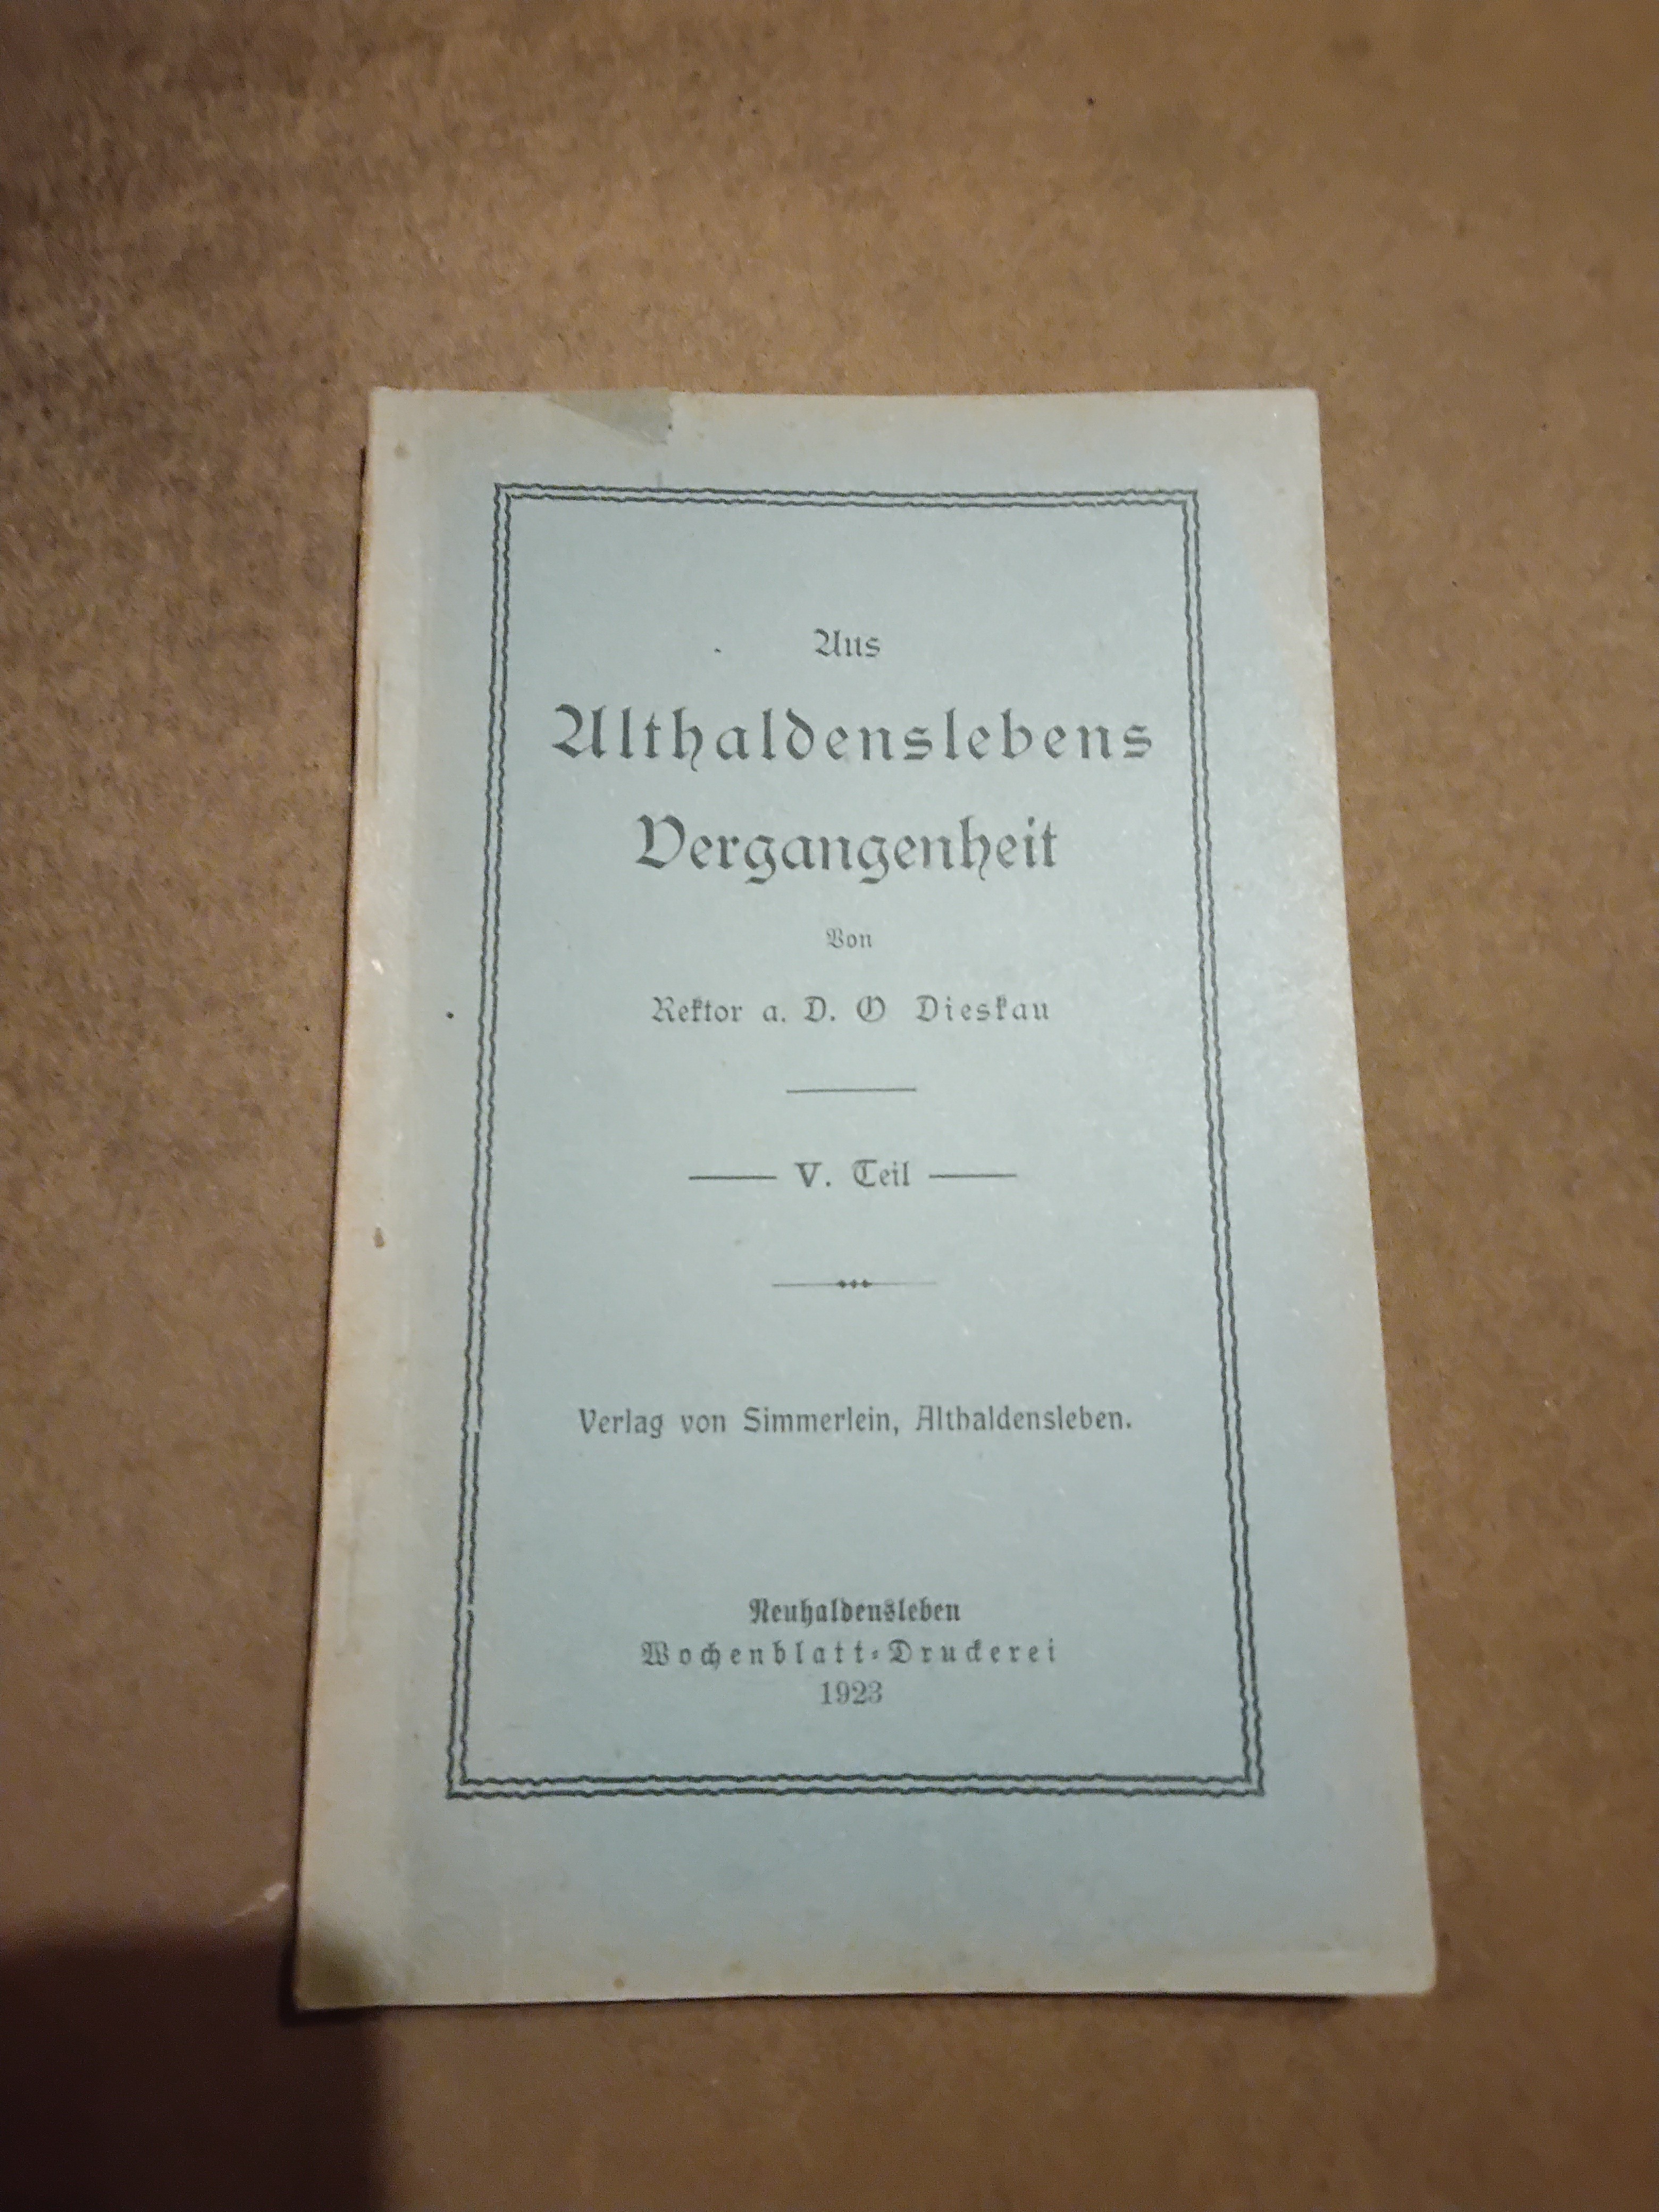 Aus
Althaldenslebens
Vergangenheit
Von
Rektor a. D. O Dieskau
V. Teil
Verlag von Simmerlein, Althaldensleben.
Neuhaldensleben
Wochenblatt-Druckerei
1923